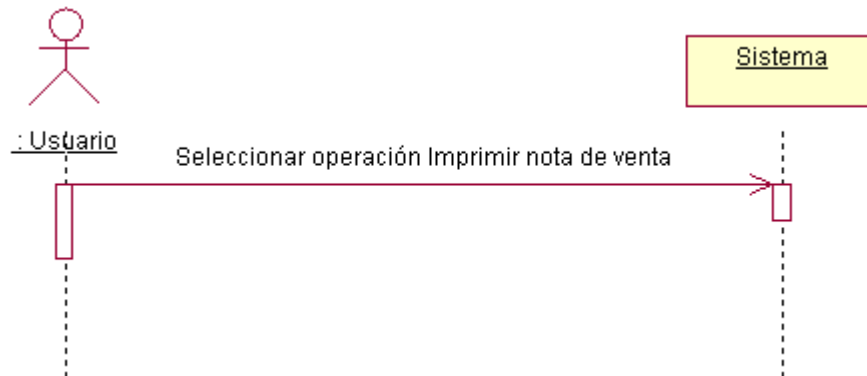 Sistema
: Usuario
Seleccionar operación Imprimir nota de venta